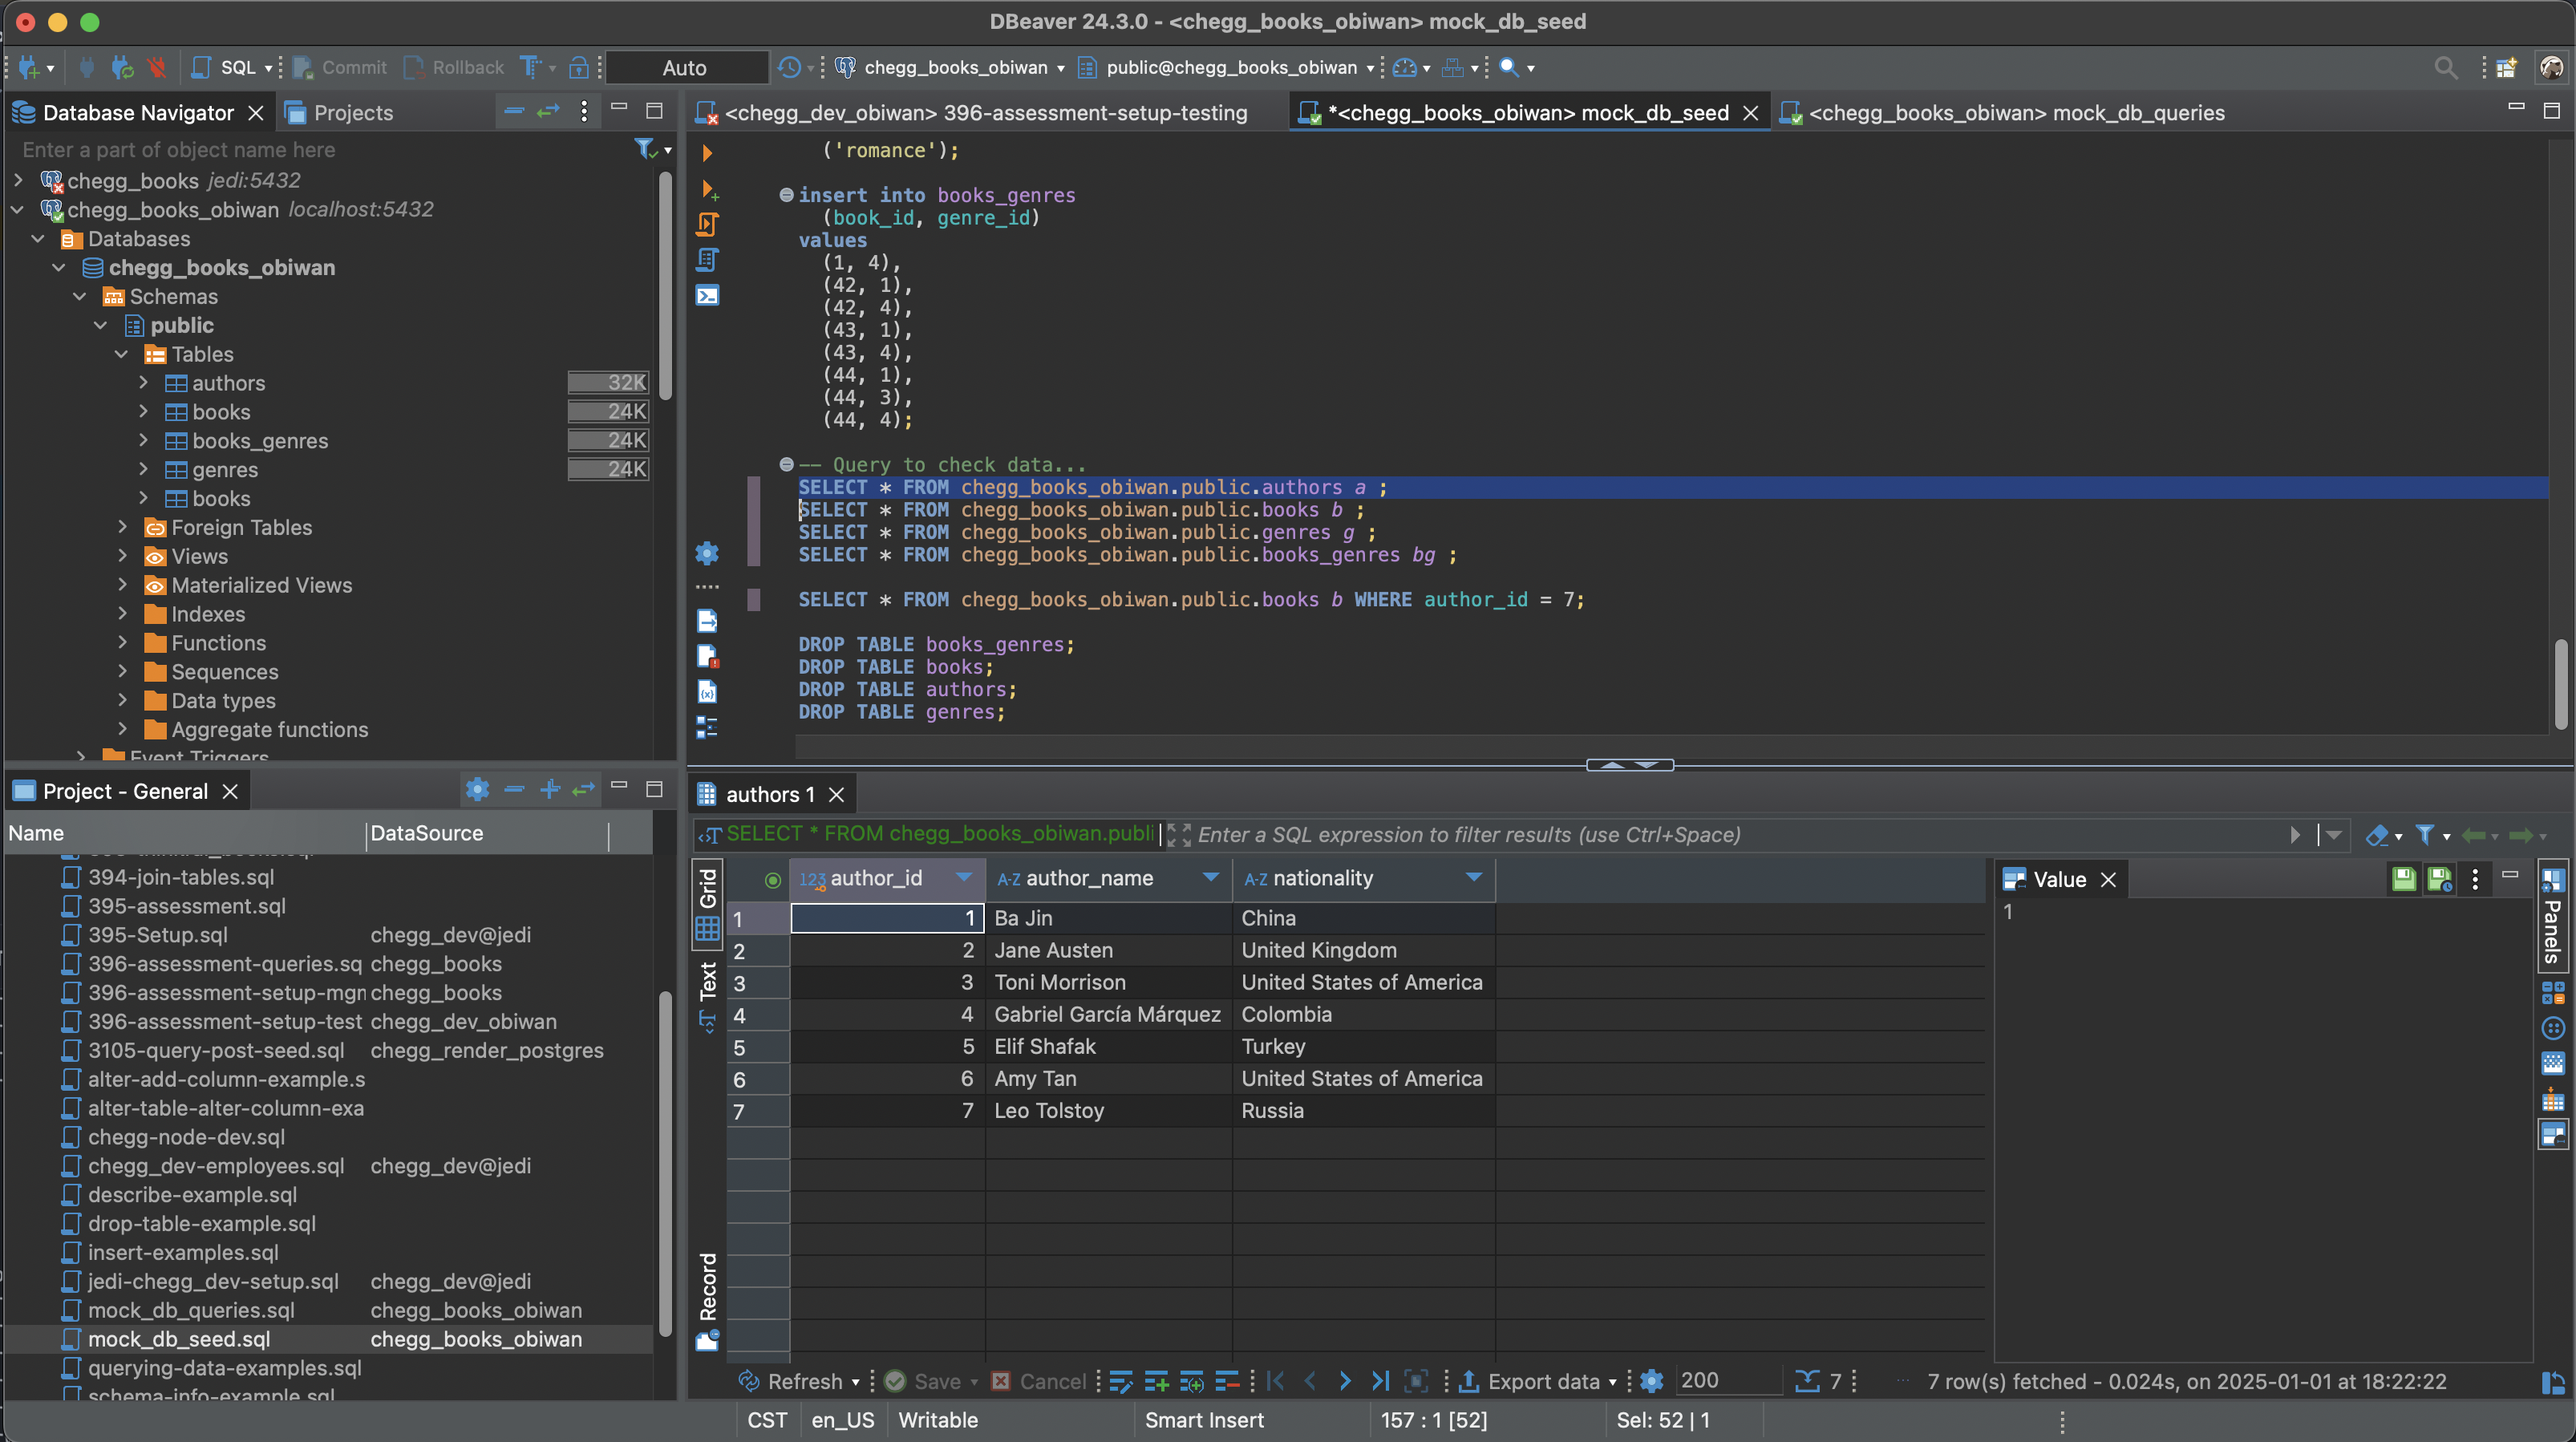 DBeaver 24.3.0 - <chegg_books_obiwan> mock_db_seed
SQL Commit Rollback Auto chegg_books_obiwan public@chegg_books_obiwan
Database Navigator Projects
Enter a part of object name here
chegg_books jedi:5432
chegg_books_obiwan localhost:5432
Databases
chegg_books_obiwan
Schemas
public
Tables
authors 32K
books 24K
books_genres 24K
genres 24K
books
Foreign Tables
Views
Materialized Views
Indexes
Functions
Sequences
Data types
Aggregate functions
Event Triggers
Project - General
Name DataSource
394-join-tables.sql
395-assessment.sql
395-Setup.sql chegg_dev@jedi
396-assessment-queries.sq chegg_books
396-assessment-setup-mgn chegg_books
396-assessment-setup-test chegg_dev_obiwan
3105-query-post-seed.sql chegg_render_postgres
alter-add-column-example.s
alter-table-alter-column-exa
chegg-node-dev.sql
chegg_dev-employees.sql chegg_dev@jedi
describe-example.sql
drop-table-example.sql
insert-examples.sql
jedi-chegg_dev-setup.sql chegg_dev@jedi
mock_db_queries.sql chegg_books_obiwan
mock_db_seed.sql chegg_books_obiwan
querying-data-examples.sql
schema-info-example.sql
<chegg_dev_obiwan> 396-assessment-setup-testing
*<chegg_books_obiwan> mock_db_seed
<chegg_books_obiwan> mock_db_queries
('romance');
insert into books_genres
(book_id, genre_id)
values
(1, 4),
(42, 1),
(42, 4),
(43, 1),
(43, 4),
(44, 1),
(44, 3),
(44, 4);
-- Query to check data...
SELECT * FROM chegg_books_obiwan.public.authors a ;
SELECT * FROM chegg_books_obiwan.public.books b ;
SELECT * FROM chegg_books_obiwan.public.genres g ;
SELECT * FROM chegg_books_obiwan.public.books_genres bg ;
SELECT * FROM chegg_books_obiwan.public.books b WHERE author_id = 7;
DROP TABLE books_genres;
DROP TABLE books;
DROP TABLE authors;
DROP TABLE genres;
authors 1
SELECT * FROM chegg_books_obiwan.publi Enter a SQL expression to filter results (use Ctrl+Space)
Grid
Text
Record
123 author_id A-Z author_name A-Z nationality
1 1 Ba Jin China
2 2 Jane Austen United Kingdom
3 3 Toni Morrison United States of America
4 4 Gabriel García Márquez Colombia
5 5 Elif Shafak Turkey
6 6 Amy Tan United States of America
7 7 Leo Tolstoy Russia
Value
1
Panels
Refresh Save Cancel Export data 200 7 7 row(s) fetched - 0.024s, on 2025-01-01 at 18:22:22
CST en_US Writable Smart Insert 157 : 1 [52] Sel: 52 | 1